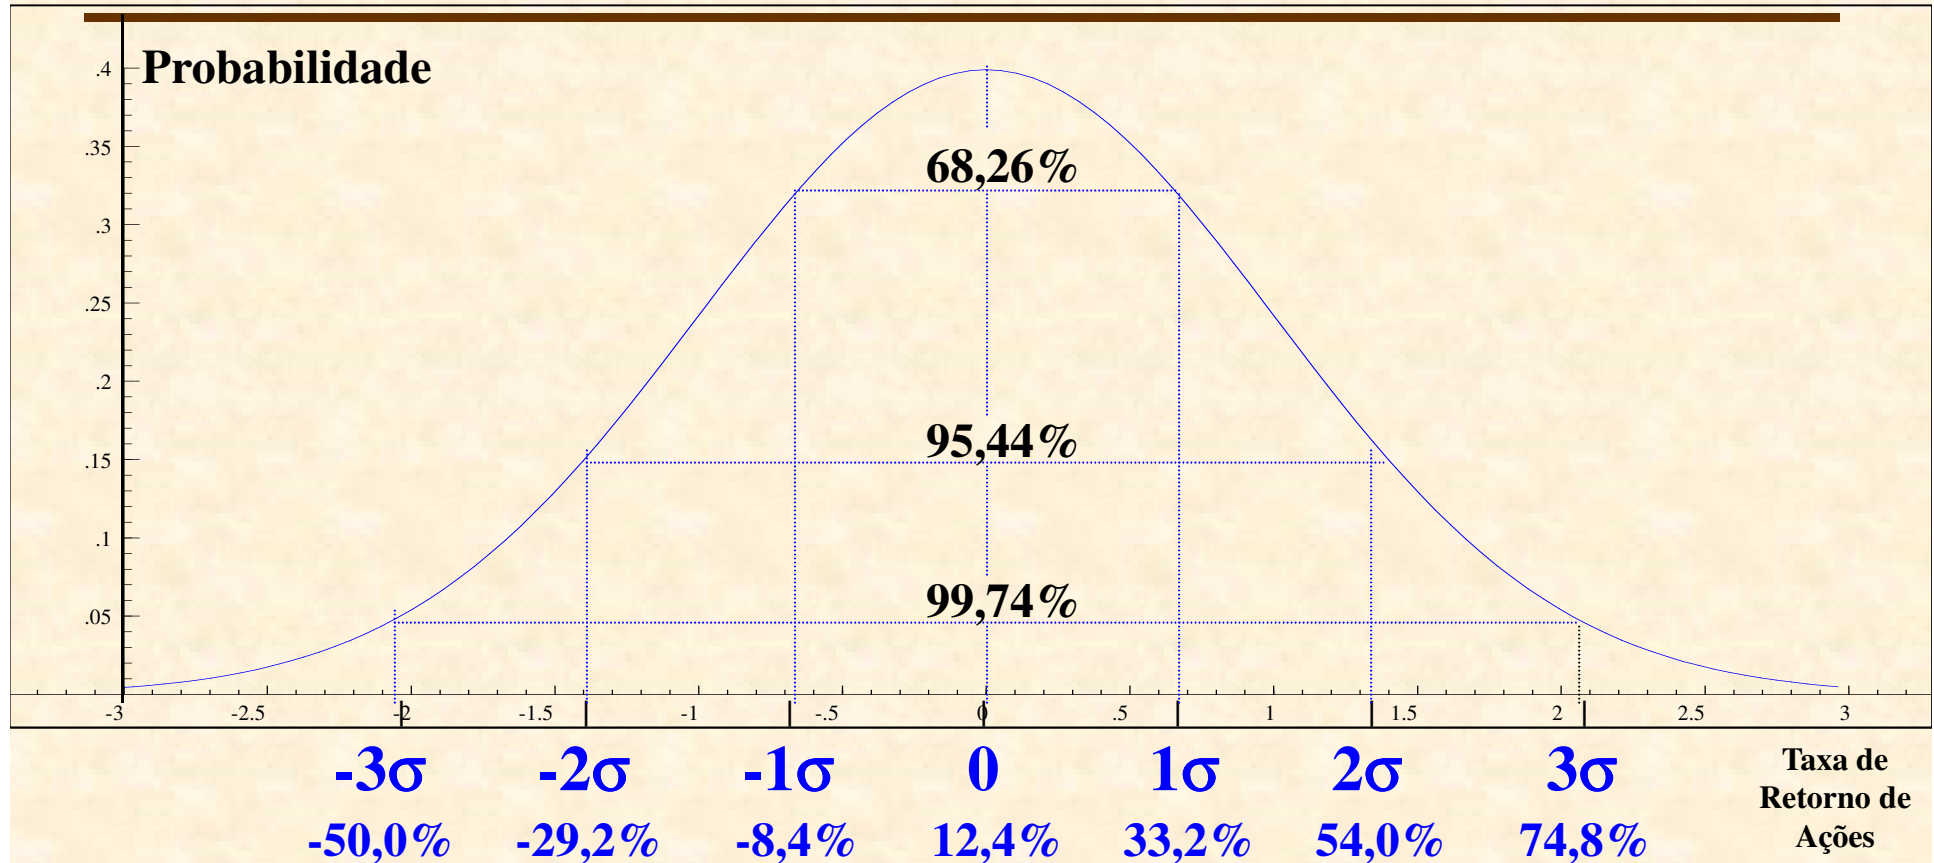 Probabilidade
.4
.35
68,26%
.3
.25
.2
95,44%
.15
.1
99,74%
.05
-3 -2.5 -2 -1.5 -1 -.5 0 .5 1 1.5 2 2.5 3
-3σ -2σ -1σ 0 1σ 2σ 3σ
-50,0% -29,2% -8,4% 12,4% 33,2% 54,0% 74,8%
Taxa de
Retorno de
Ações